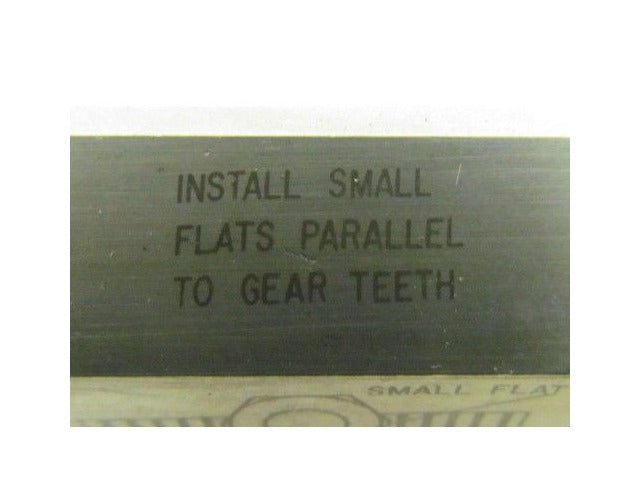 INSTALL SMALL
FLATS PARALLEL
TO GEAR TEETH
SMALL FLAT